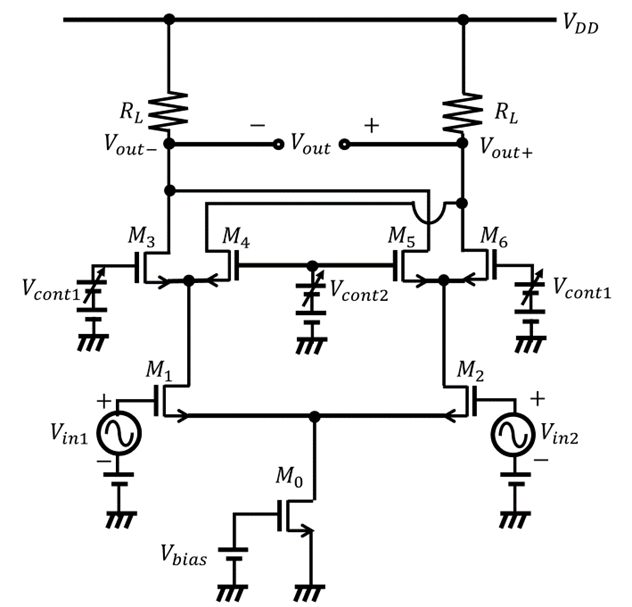 V_DD
R_L
R_L
− V_out +
V_out−
V_out+
M_3
M_4
M_5
M_6
V_cont1
V_cont2
V_cont1
M_1
M_2
+
+
V_in1
V_in2
−
−
M_0
V_bias